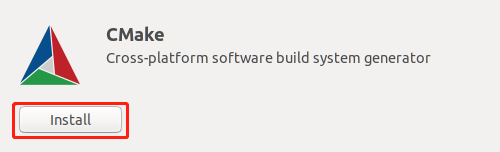 CMake
Cross-platform software build system generator
Install